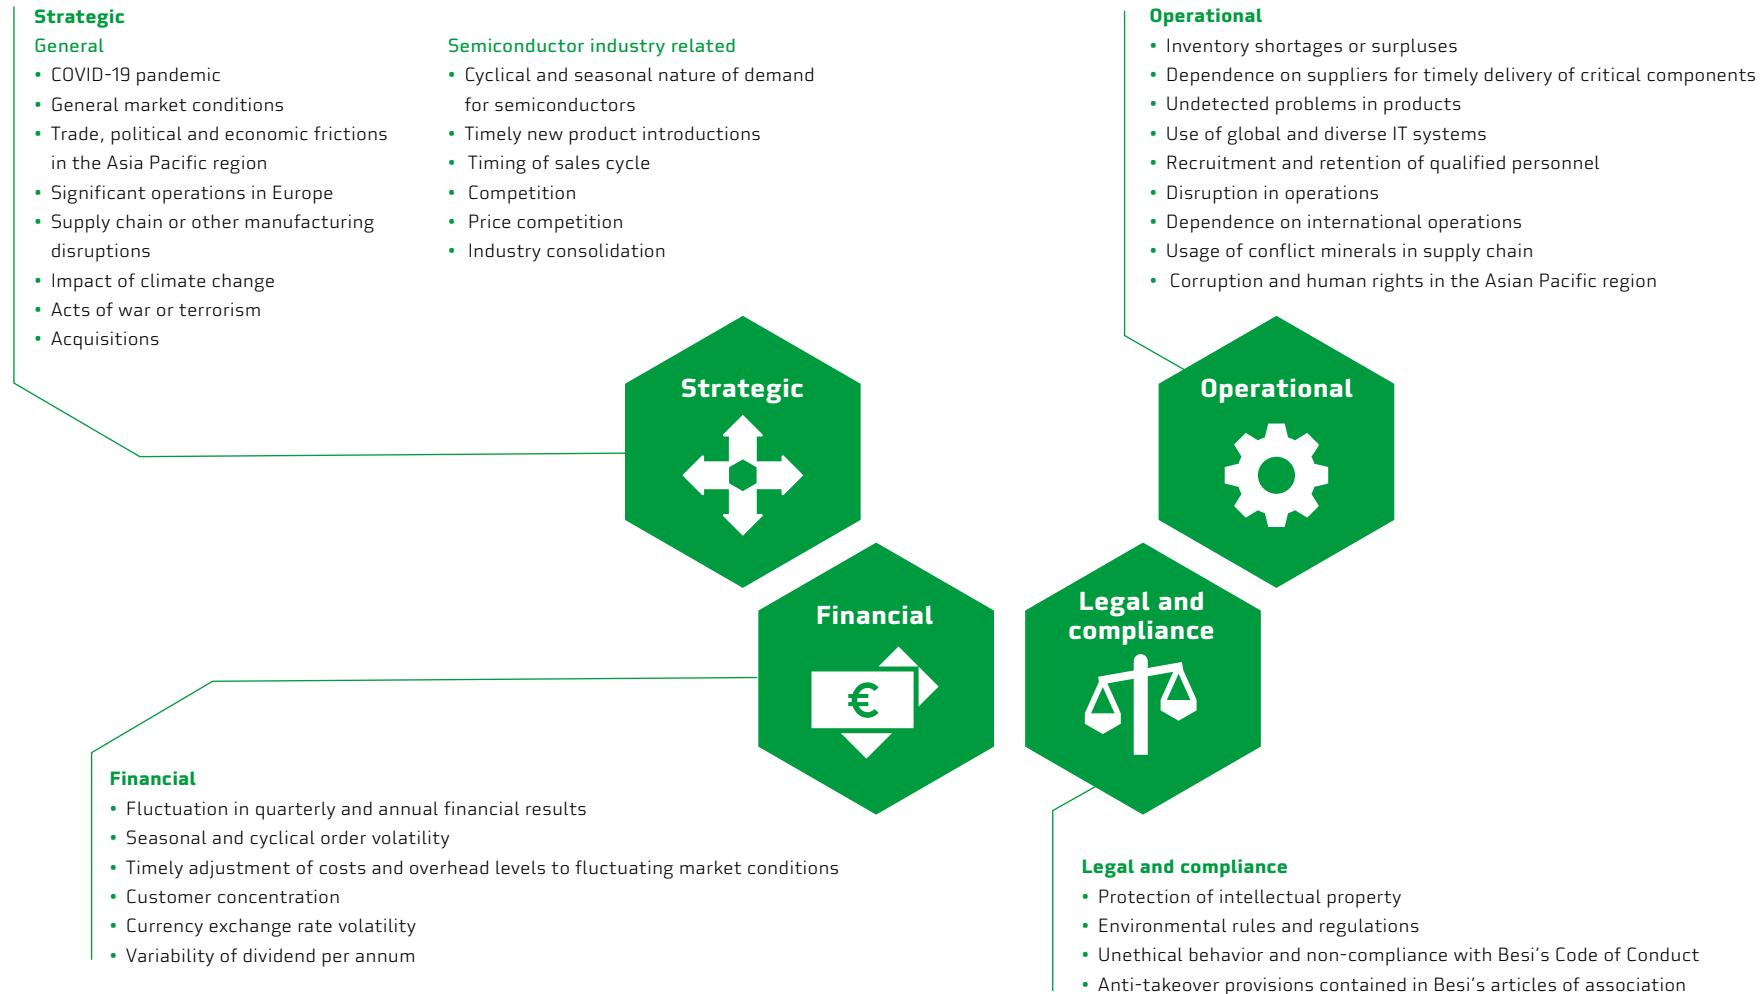 Strategic
General
• COVID-19 pandemic
• General market conditions
• Trade, political and economic frictions
in the Asia Pacific region
• Significant operations in Europe
• Supply chain or other manufacturing
disruptions
• Impact of climate change
• Acts of war or terrorism
• Acquisitions
Semiconductor industry related
• Cyclical and seasonal nature of demand
for semiconductors
• Timely new product introductions
• Timing of sales cycle
• Competition
• Price competition
• Industry consolidation
Operational
• Inventory shortages or surpluses
• Dependence on suppliers for timely delivery of critical components
• Undetected problems in products
• Use of global and diverse IT systems
• Recruitment and retention of qualified personnel
• Disruption in operations
• Dependence on international operations
• Usage of conflict minerals in supply chain
• Corruption and human rights in the Asian Pacific region
Strategic
Operational
Financial
€
Legal and
compliance
Financial
• Fluctuation in quarterly and annual financial results
• Seasonal and cyclical order volatility
• Timely adjustment of costs and overhead levels to fluctuating market conditions
• Customer concentration
• Currency exchange rate volatility
• Variability of dividend per annum
Legal and compliance
• Protection of intellectual property
• Environmental rules and regulations
• Unethical behavior and non-compliance with Besi's Code of Conduct
• Anti-takeover provisions contained in Besi's articles of association